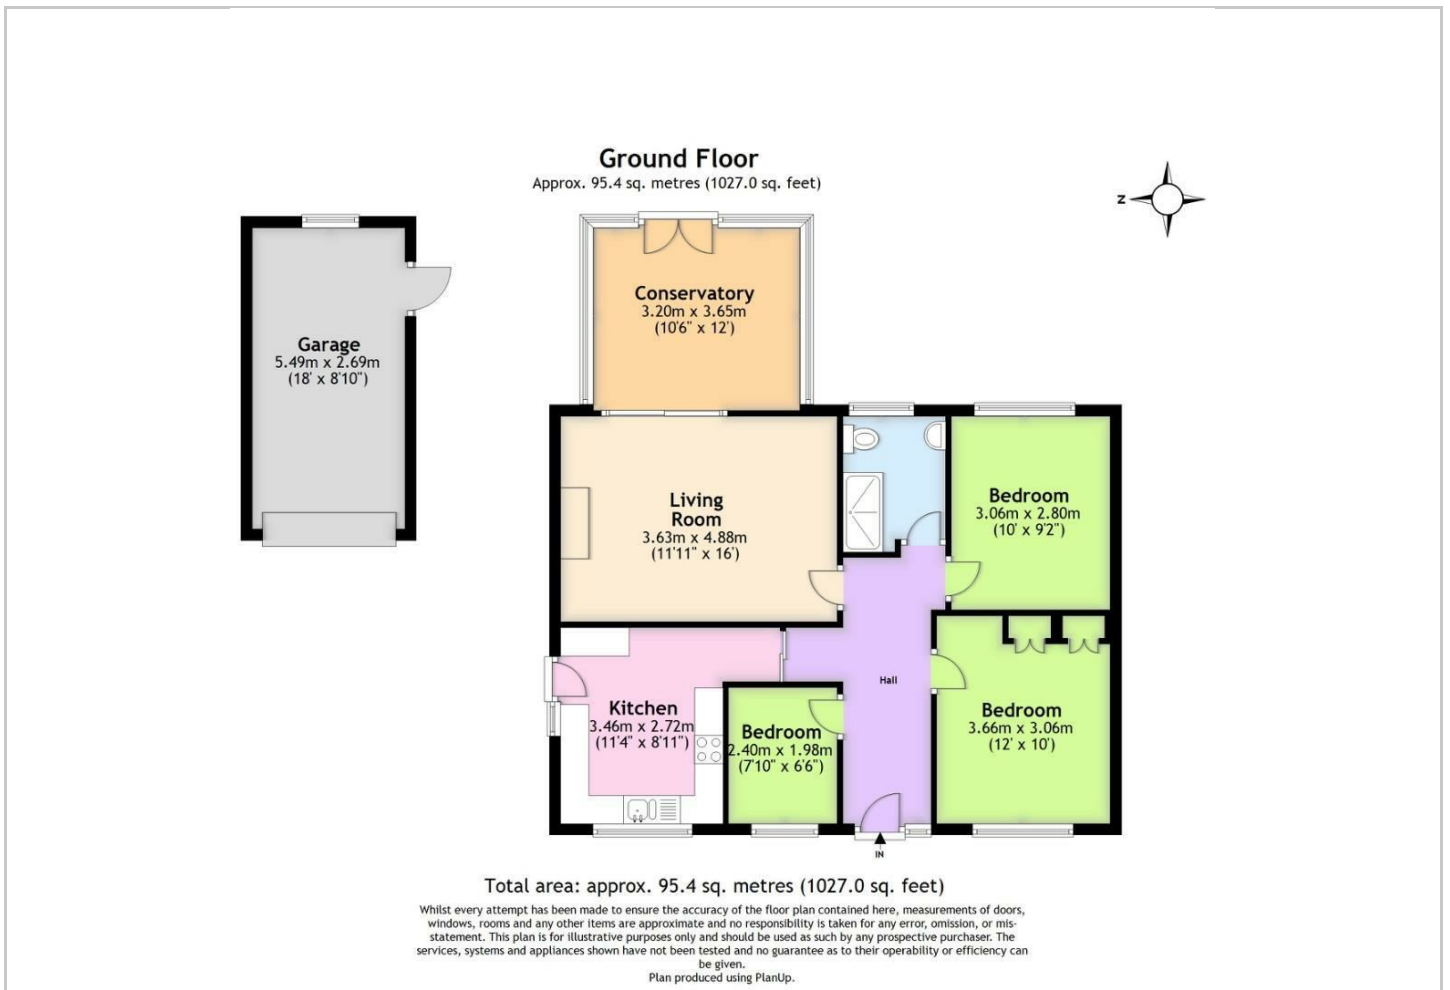 Ground Floor
Approx. 95.4 sq. metres (1027.0 sq. feet)
N
Conservatory
3.20m x 3.65m
(10'6" x 12')
Garage
5.49m x 2.69m
(18' x 8'10")
Living
Room
3.63m x 4.88m
(11'11" x 16')
Bedroom
3.06m x 2.80m
(10' x 9'2")
Hall
Kitchen
3.46m x 2.72m
(11'4" x 8'11")
Bedroom
2.40m x 1.98m
(7'10" x 6'6")
Bedroom
3.66m x 3.06m
(12' x 10')
IN
Total area: approx. 95.4 sq. metres (1027.0 sq. feet)
Whilst every attempt has been made to ensure the accuracy of the floor plan contained here, measurements of doors,
windows, rooms and any other items are approximate and no responsibility is taken for any error, omission, or mis-
statement. This plan is for illustrative purposes only and should be used as such by any prospective purchaser. The
services, systems and appliances shown have not been tested and no guarantee as to their operability or efficiency can
be given.
Plan produced using PlanUp.